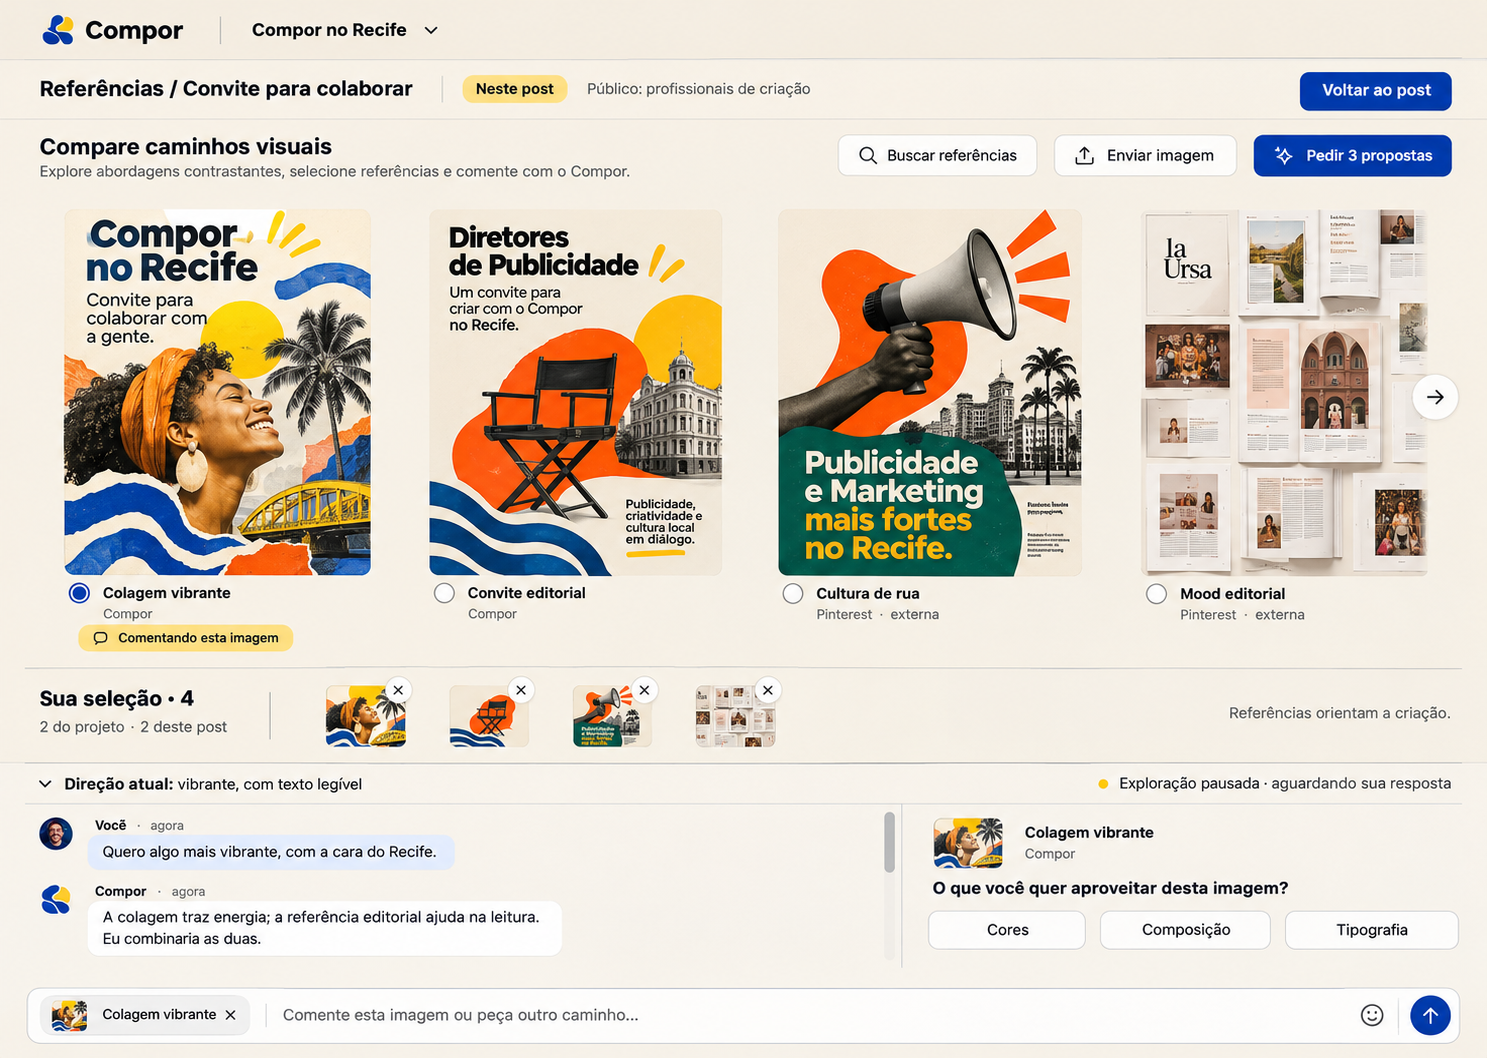 Compor
Compor no Recife
Referências / Convite para colaborar
Neste post
Público: profissionais de criação
Voltar ao post
Compare caminhos visuais
Explore abordagens contrastantes, selecione referências e comente com o Compor.
Buscar referências
Enviar imagem
Pedir 3 propostas
Compor
no Recife
Convite para
colaborar com
a gente.
Diretores
de Publicidade
Um convite para
criar com o Compor
no Recife.
Publicidade,
criatividade e
cultura local
em diálogo.
Publicidade
e Marketing
mais fortes
no Recife.
la
Ursa
Colagem vibrante
Compor
Comentando esta imagem
Convite editorial
Compor
Cultura de rua
Pinterest · externa
Mood editorial
Pinterest · externa
Sua seleção • 4
2 do projeto · 2 deste post
Referências orientam a criação.
Direção atual: vibrante, com texto legível
Exploração pausada · aguardando sua resposta
Você · agora
Quero algo mais vibrante, com a cara do Recife.
Compor · agora
A colagem traz energia; a referência editorial ajuda na leitura.
Eu combinaria as duas.
Colagem vibrante
Compor
O que você quer aproveitar desta imagem?
Cores
Composição
Tipografia
Colagem vibrante
Comente esta imagem ou peça outro caminho...